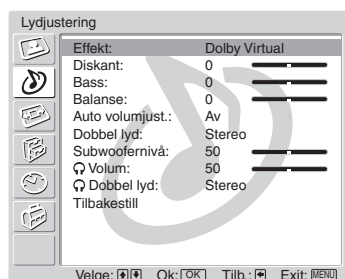 Lydjustering
Effekt: Dolby Virtual
Diskant: 0
Bass: 0
Balanse: 0
Auto volumjust.: Av
Dobbel lyd: Stereo
Subwoofernivå: 50
Volum: 50
Dobbel lyd: Stereo
Tilbakestill
Velge: Ok: OK Tilb.: Exit: MENU